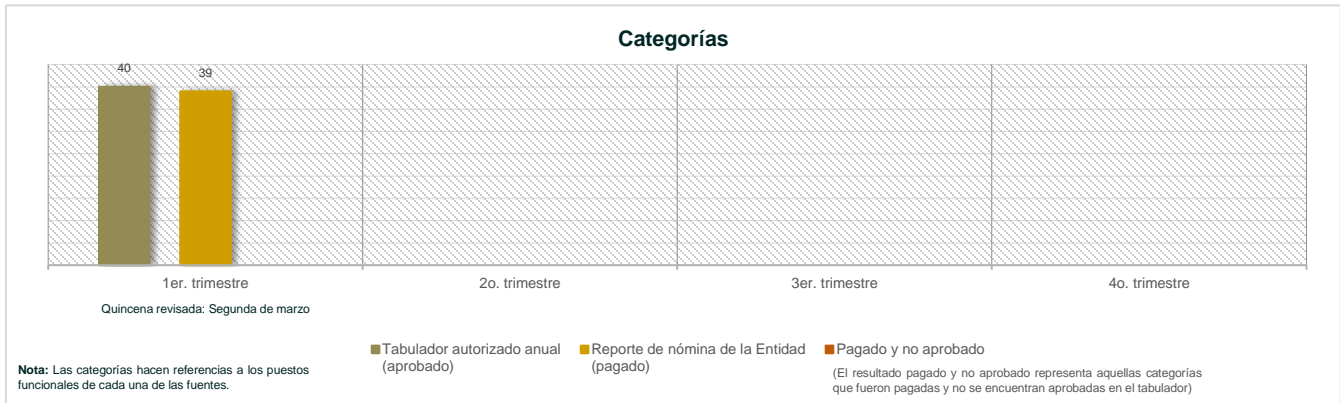 Categorías
40
39
1er. trimestre
2o. trimestre
3er. trimestre
4o. trimestre
Quincena revisada: Segunda de marzo
Tabulador autorizado anual
(aprobado)
Reporte de nómina de la Entidad
(pagado)
Pagado y no aprobado
(El resultado pagado y no aprobado representa aquellas categorías
que fueron pagadas y no se encuentran aprobadas en el tabulador)
Nota: Las categorías hacen referencias a los puestos
funcionales de cada una de las fuentes.